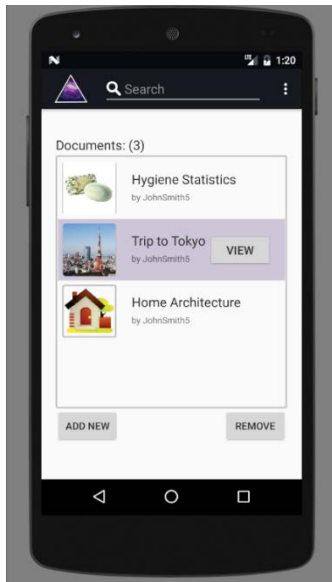 N
LTE 1:20
Search
Documents: (3)
Hygiene Statistics
by JohnSmith5
Trip to Tokyo
by JohnSmith5
VIEW
Home Architecture
by JohnSmith5
ADD NEW
REMOVE